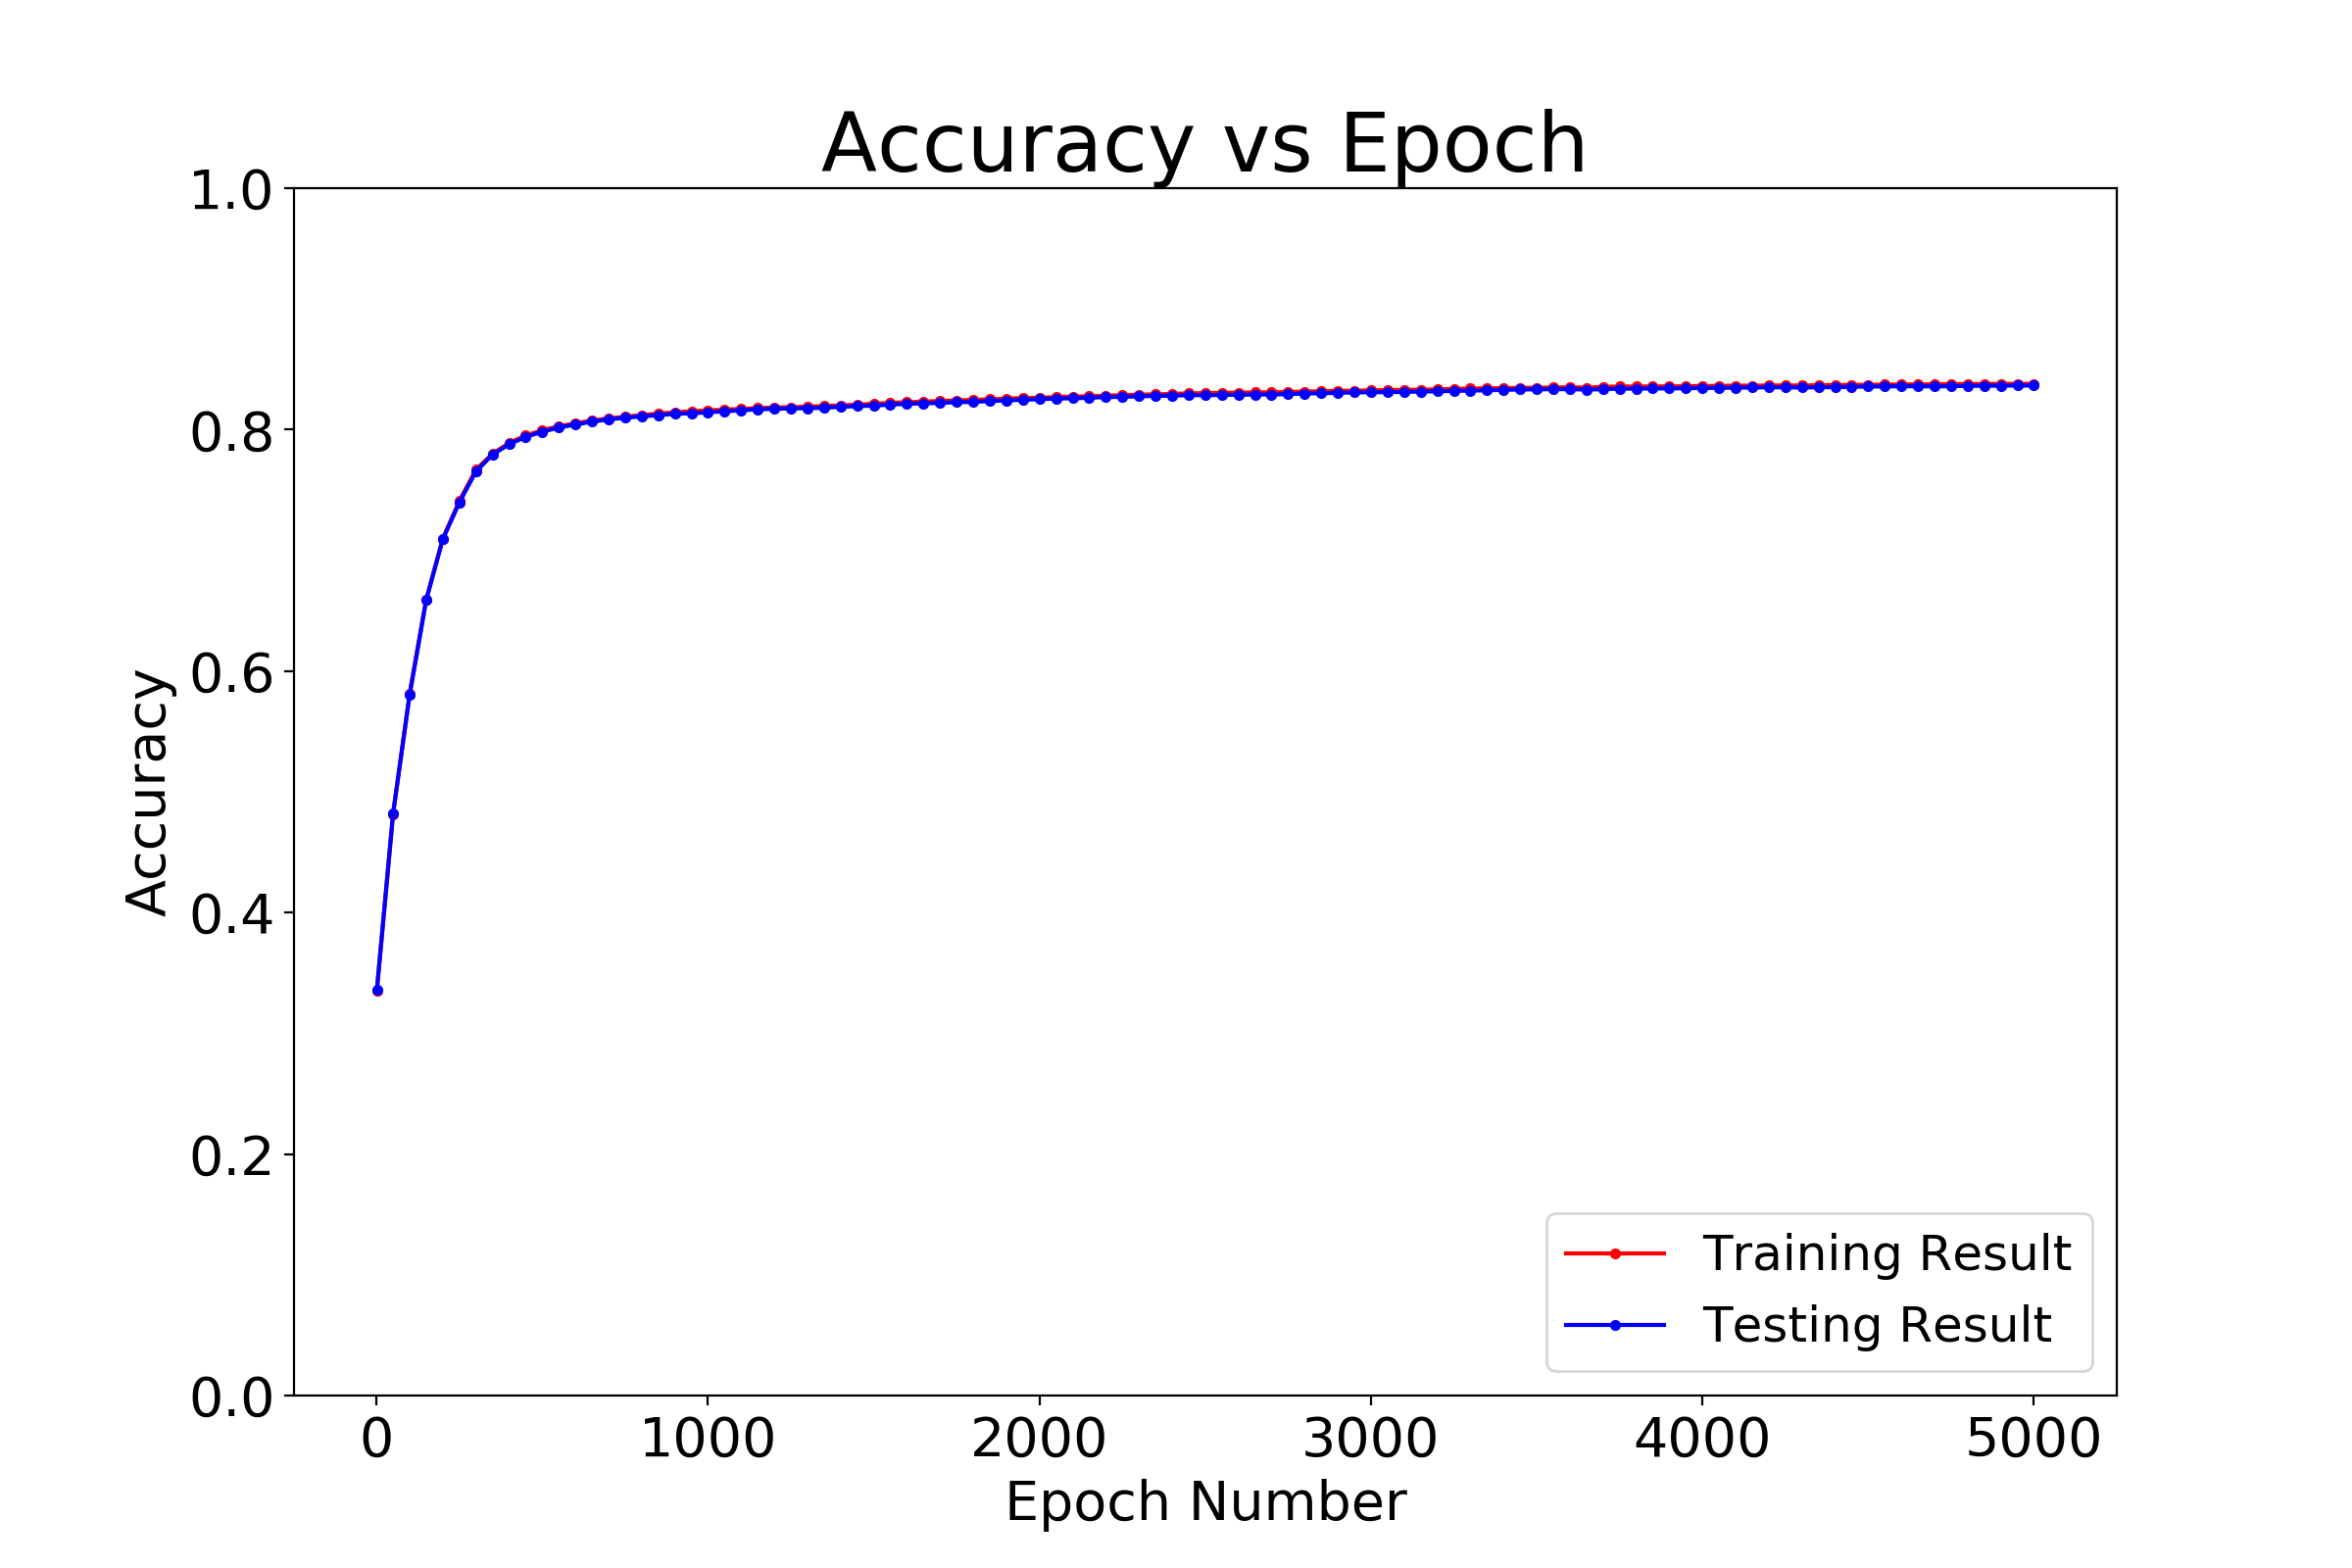 Accuracy vs Epoch
1.0
0.8
0.6
0.4
0.2
0.0
Accuracy
0 1000 2000 3000 4000 5000
Epoch Number
Training Result
Testing Result